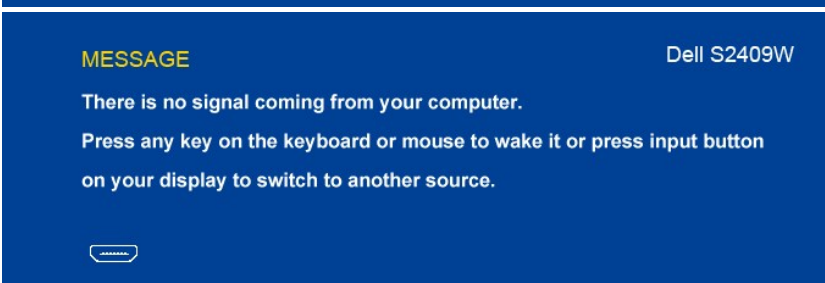 MESSAGE
Dell S2409W
There is no signal coming from your computer.
Press any key on the keyboard or mouse to wake it or press input button
on your display to switch to another source.